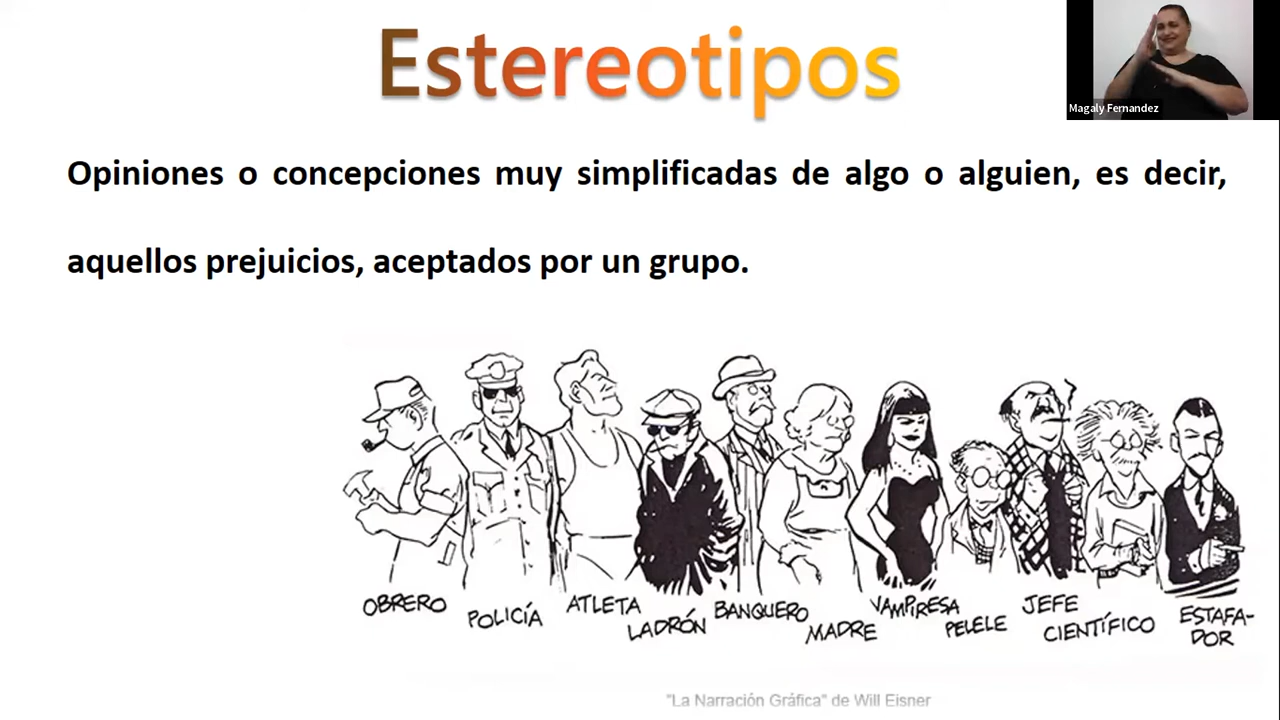 Estereotipos
Magaly Fernandez
Opiniones o concepciones muy simplificadas de algo o alguien, es decir,
aquellos prejuicios, aceptados por un grupo.
OBRERO
POLICÍA
ATLETA
LADRÓN
BANQUERO
MADRE
VAMPIRESA
PELELE
JEFE
CIENTÍFICO
ESTAFA-
DOR
"La Narración Gráfica" de Will Eisner